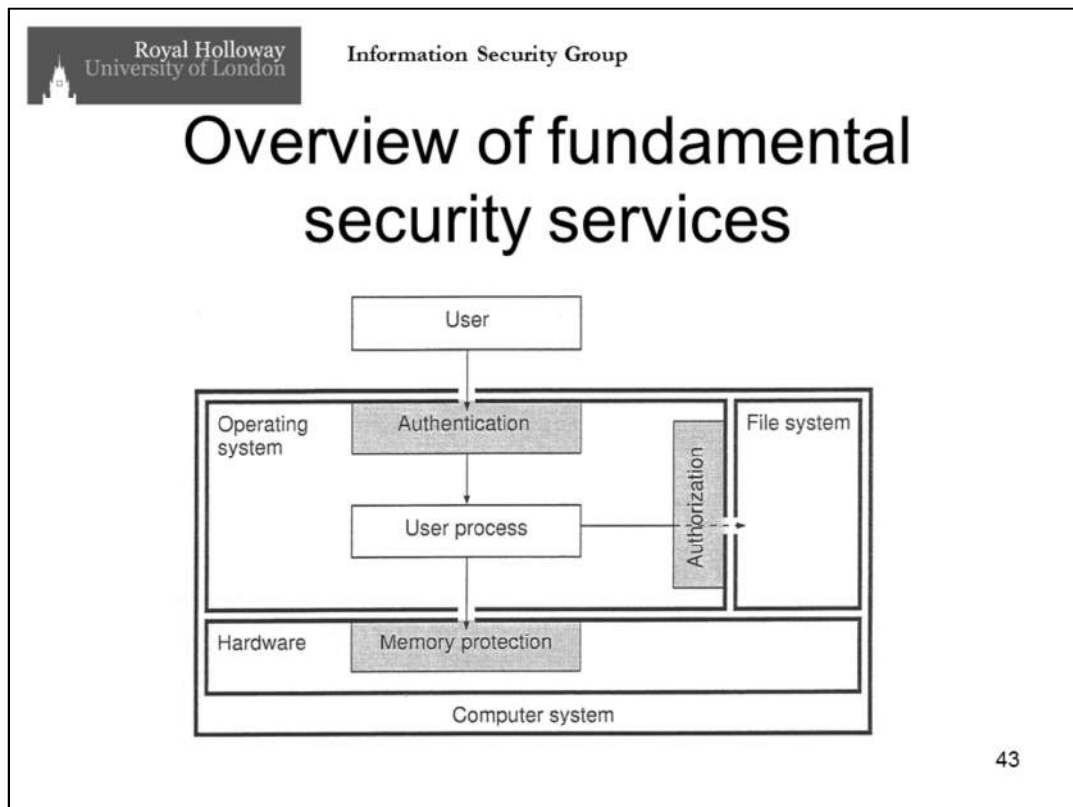 Royal Holloway
University of London
Information Security Group
Overview of fundamental
security services
User
Operating
system
Authentication
File system
Authorization
User process
Hardware
Memory protection
Computer system
43